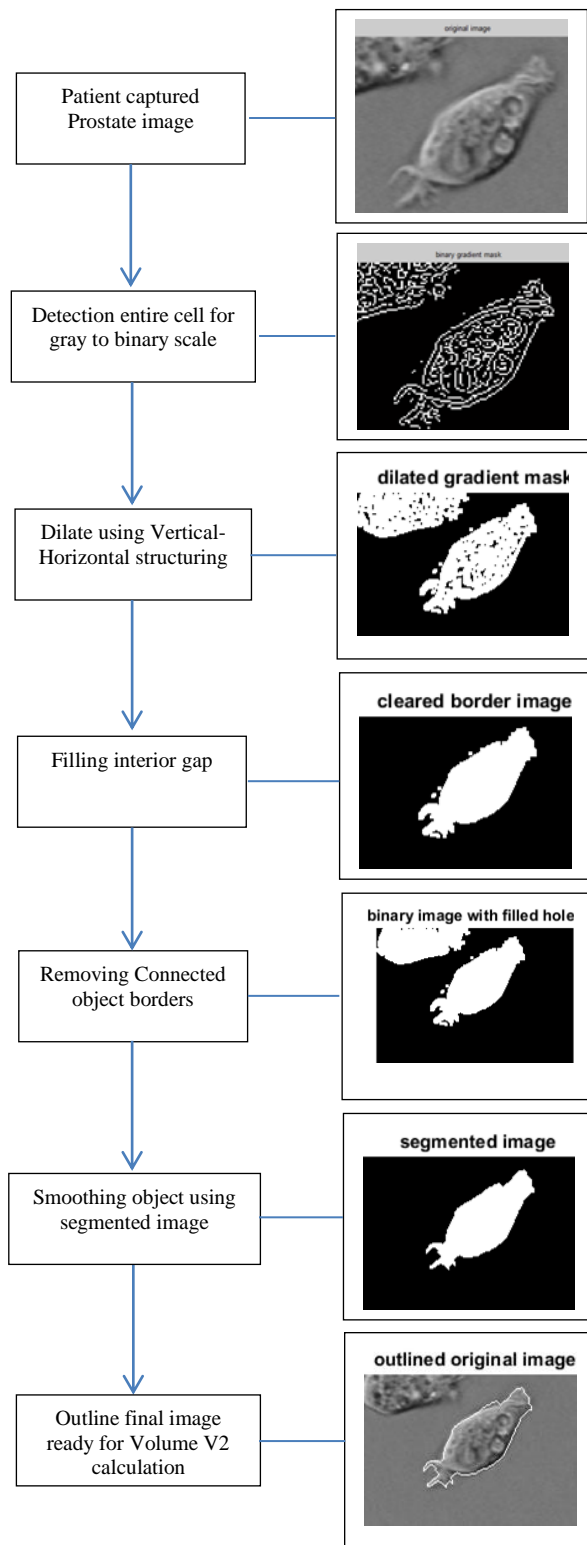 original image
Patient captured
Prostate image
binary gradient mask
Detection entire cell for
gray to binary scale
dilated gradient mask
Dilate using Vertical-
Horizontal structuring
cleared border image
Filling interior gap
binary image with filled hole
Removing Connected
object borders
segmented image
Smoothing object using
segmented image
outlined original image
Outline final image
ready for Volume V2
calculation